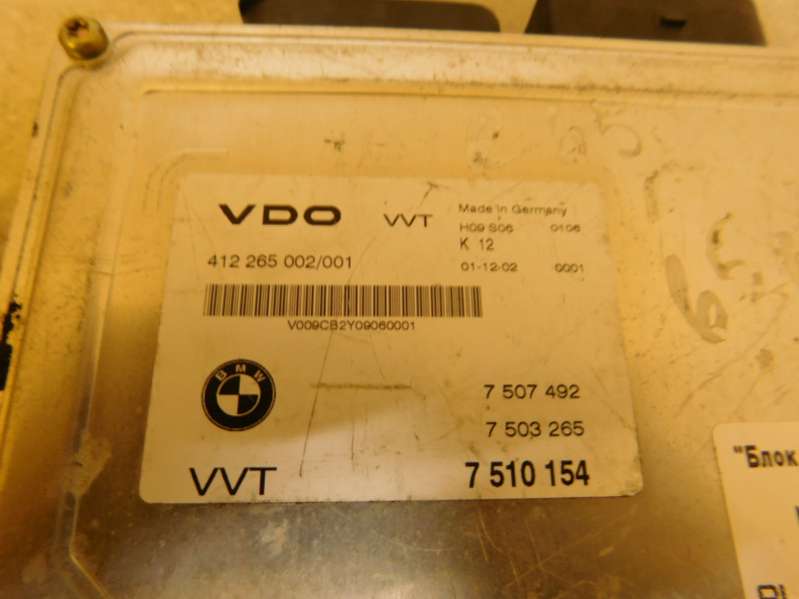 VDO VVT Made in Germany
H09 S06 0106
K 12
412 265 002/001 01-12-02 0001
V009CB2Y09060001
BMW
7 507 492
7 503 265
VVT 7 510 154
"Блок